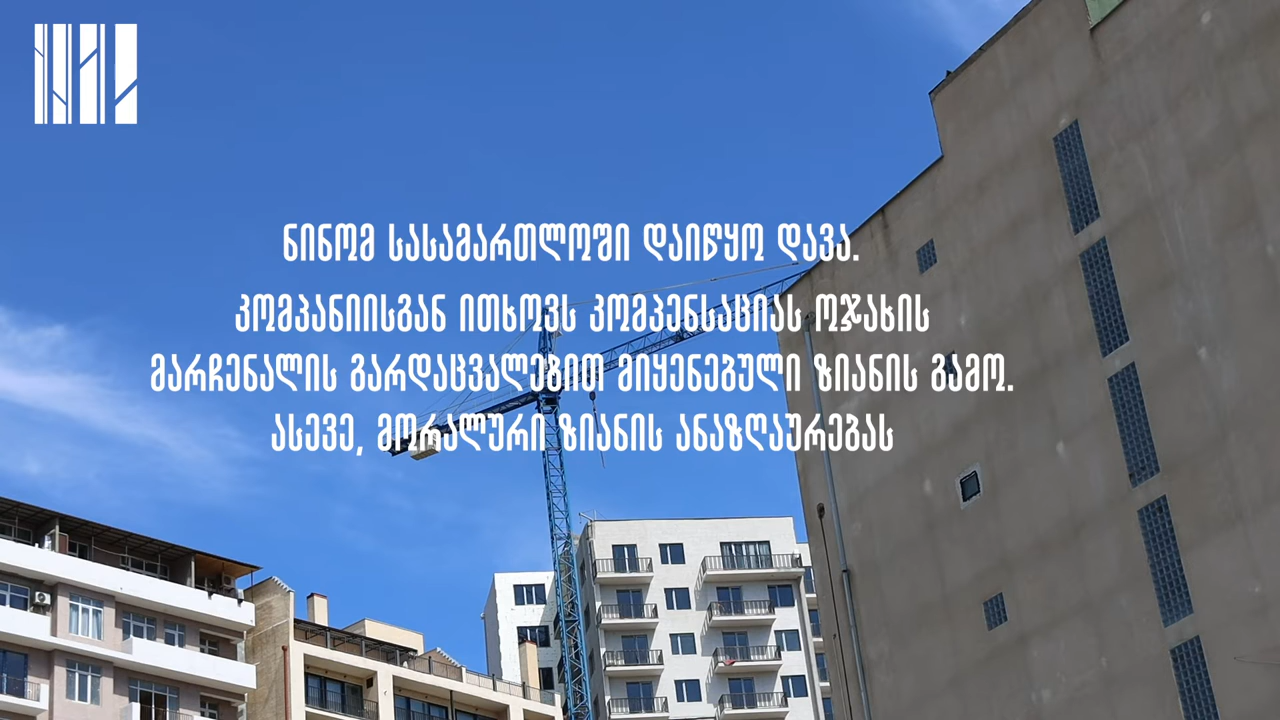 ნინომ სასამართლოში დაიწყო დავა.
კომპანიისგან ითხოვს კომპენსაციას ოჯახის
მარჩენალის გარდაცვალებით მიყენებული ზიანის გამო.
ასევე, მორალური ზიანის ანაზღაურებას